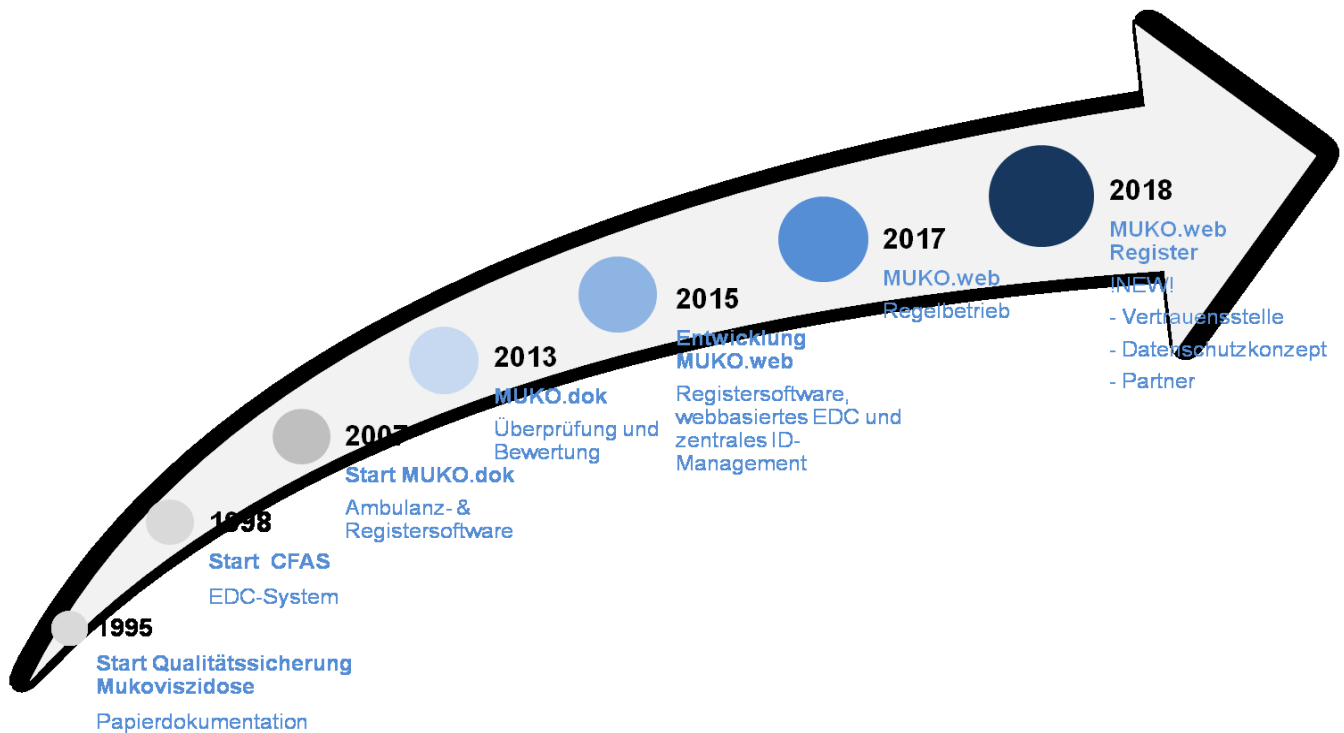 1995
Start Qualitätssicherung
Mukoviszidose
Papierdokumentation
1998
Start CFAS
EDC-System
2007
Start MUKO.dok
Ambulanz- &
Registersoftware
2013
MUKO.dok
Überprüfung und
Bewertung
2015
Entwicklung
MUKO.web
Registersoftware,
webbasiertes EDC und
zentrales ID-
Management
2017
MUKO.web
Regelbetrieb
2018
MUKO.web
Register
!NEW!
- Vertrauensstelle
- Datenschutzkonzept
- Partner